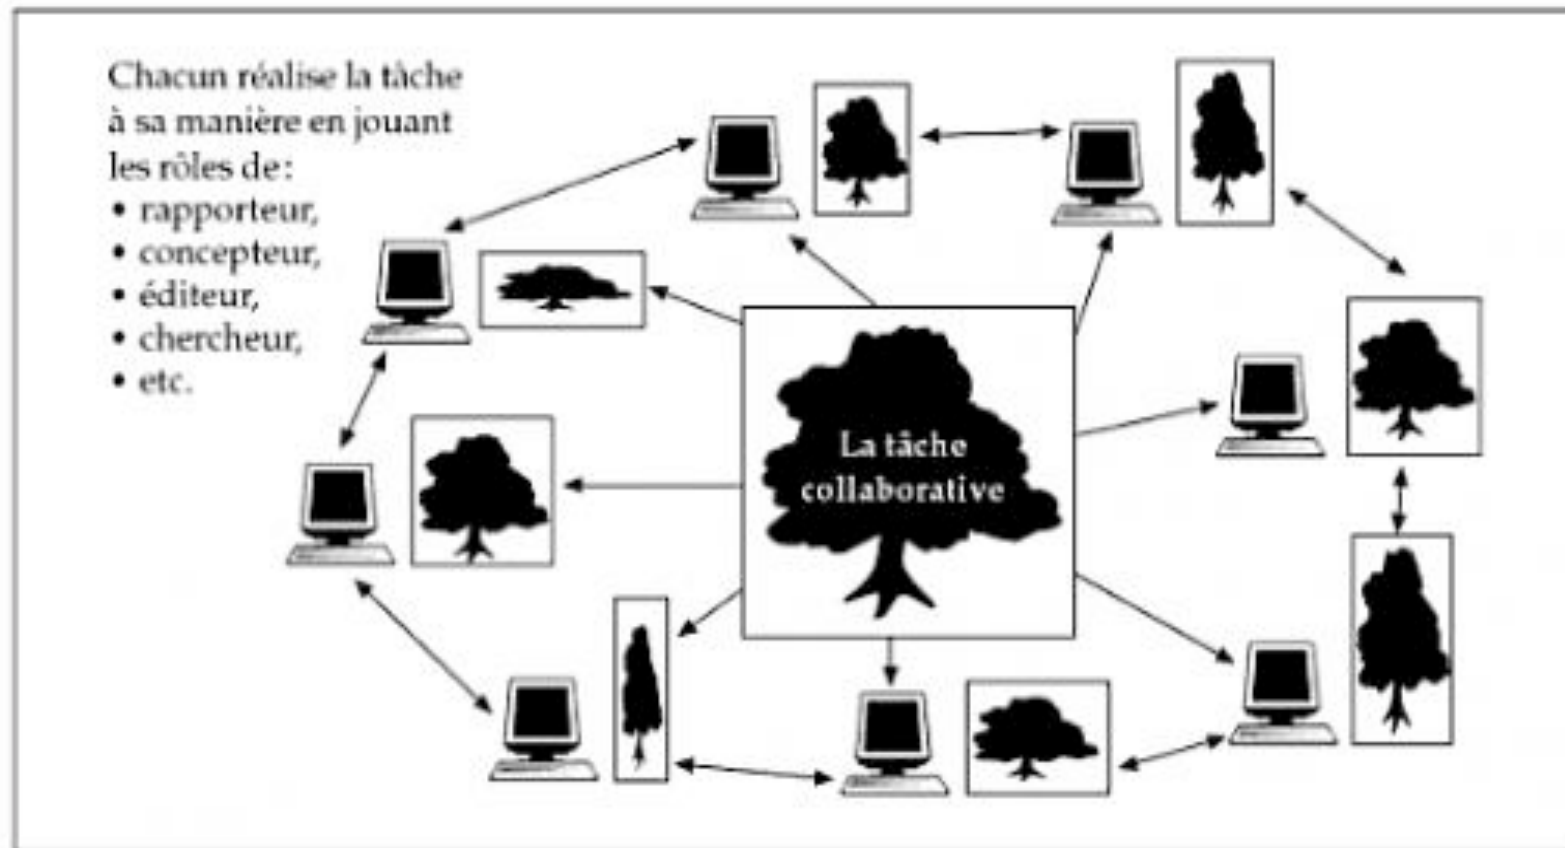 Chacun réalise la tâche
à sa manière en jouant
les rôles de :
• rapporteur,
• concepteur,
• éditeur,
• chercheur,
• etc.
La tâche
collaborative